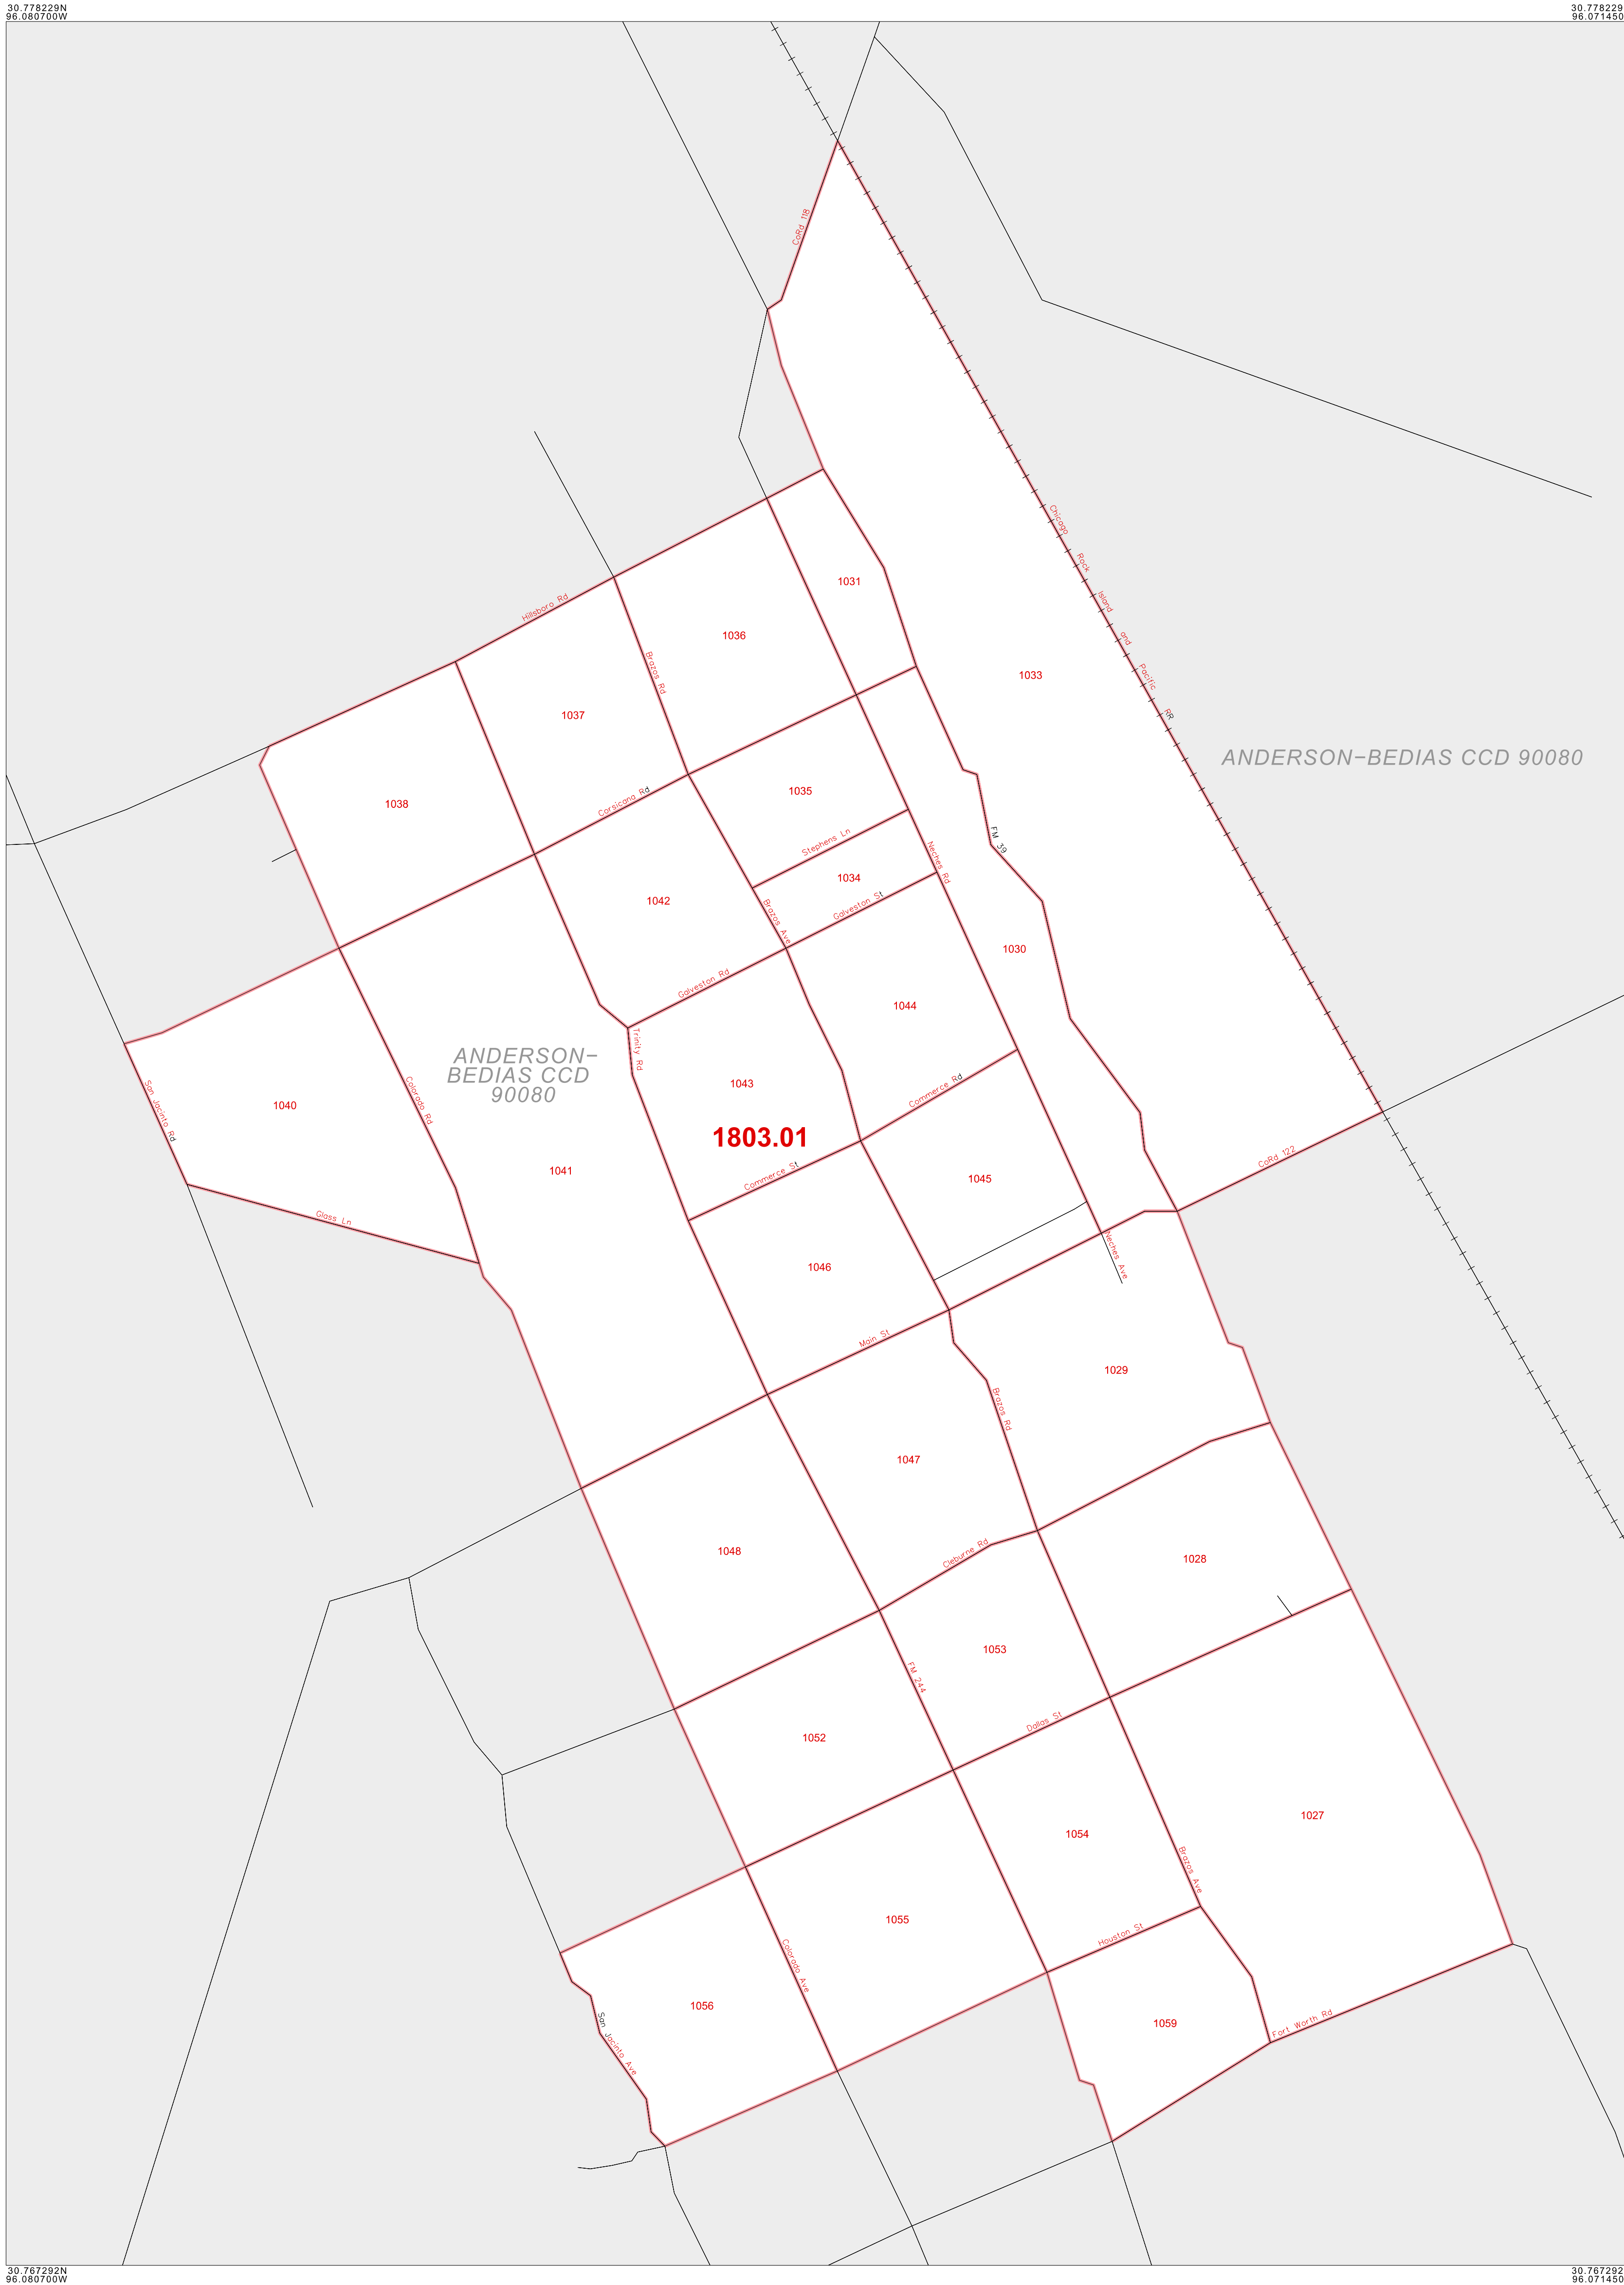 30.778229N
96.080700W
30.778229
96.071450
CoRd 118
Chicago Rock Island and Pacific RR
1031
Hillsboro Rd
1036
Brazos Rd
1033
1037
ANDERSON-BEDIAS CCD 90080
1038
Corsicana Rd
1035
Stephens Ln
FM 39
Neches Rd
1034
1042
Galveston St
Brazos Ave
1030
Galveston Rd
1044
Trinity Rd
ANDERSON-
BEDIAS CCD
90080
1043
Commerce Rd
San Jacinto Rd
1040
Colorado Rd
1803.01
1041
Commerce St
1045
CoRd 122
Glass Ln
Neches Ave
1046
Main St
1029
Brazos Rd
1047
1048
Cleburne Rd
1028
1053
FM 244
1052
Dallas St
1027
1054
Brazos Ave
1055
Houston St
Colorado Ave
1056
San Jacinto Ave
1059
Fort Worth Rd
30.767292N
96.080700W
30.767292
96.071450